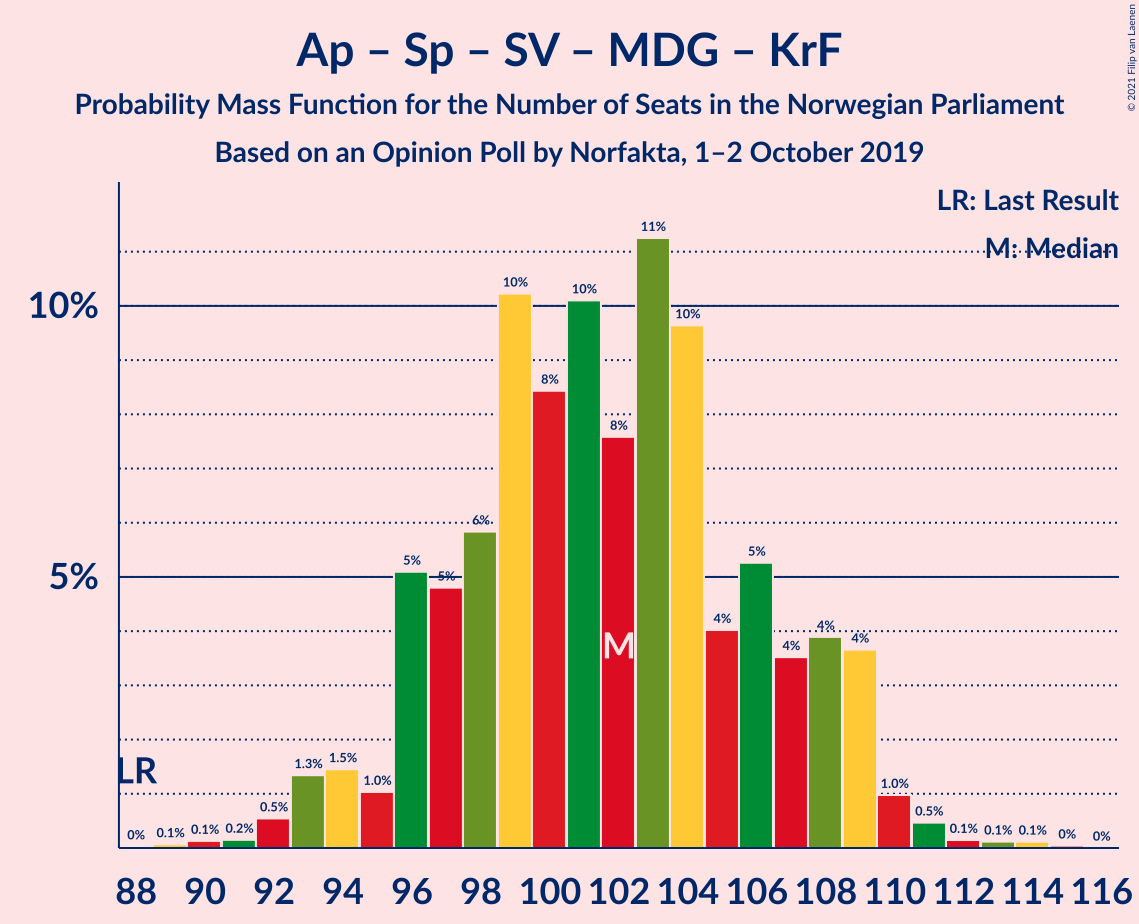 Ap – Sp – SV – MDG – KrF
Probability Mass Function for the Number of Seats in the Norwegian Parliament
Based on an Opinion Poll by Norfakta, 1–2 October 2019
© 2021 Filip van Laenen
LR: Last Result
M: Median
10%
5%
LR
M
0% 0.1% 0.1% 0.2% 0.5% 1.3% 1.5% 1.0% 5% 5% 6% 10% 8% 10% 8% 11% 10% 4% 5% 4% 4% 4% 1.0% 0.5% 0.1% 0.1% 0.1% 0% 0%
88 90 92 94 96 98 100 102 104 106 108 110 112 114 116